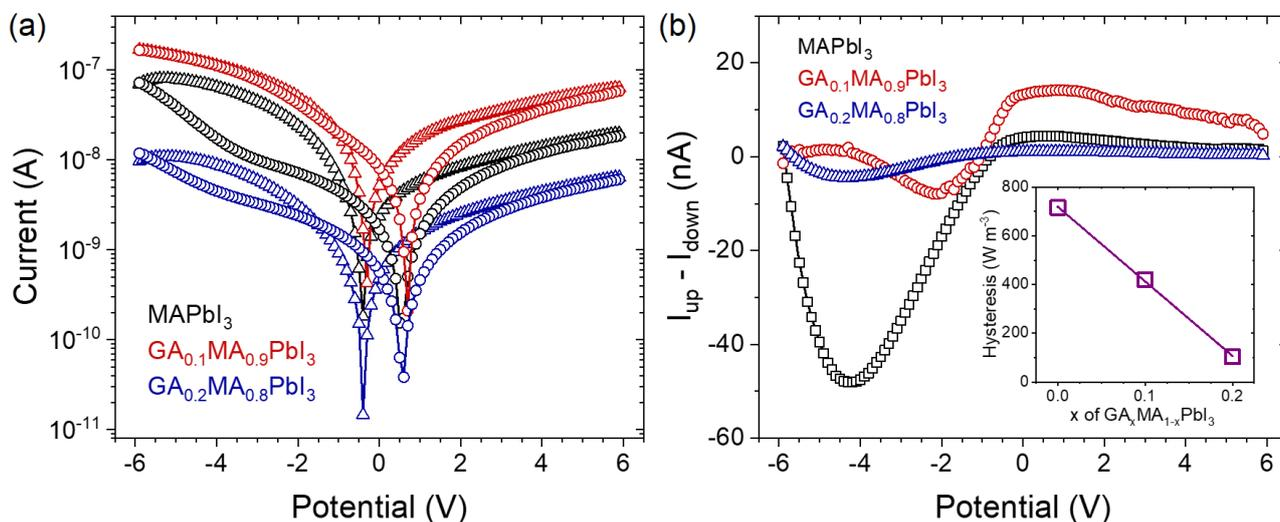 (a)
10⁻⁷
10⁻⁸
10⁻⁹
10⁻¹⁰
10⁻¹¹
Current (A)
MAPbI₃
GA₀.₁MA₀.₉PbI₃
GA₀.₂MA₀.₈PbI₃
-6 -4 -2 0 2 4 6
Potential (V)
(b)
20
0
-20
-40
-60
I_up - I_down (nA)
MAPbI₃
GA₀.₁MA₀.₉PbI₃
GA₀.₂MA₀.₈PbI₃
800
600
400
200
0
Hysteresis (W m⁻³)
0.0 0.1 0.2
x of GAₓMA₁₋ₓPbI₃
-6 -4 -2 0 2 4 6
Potential (V)